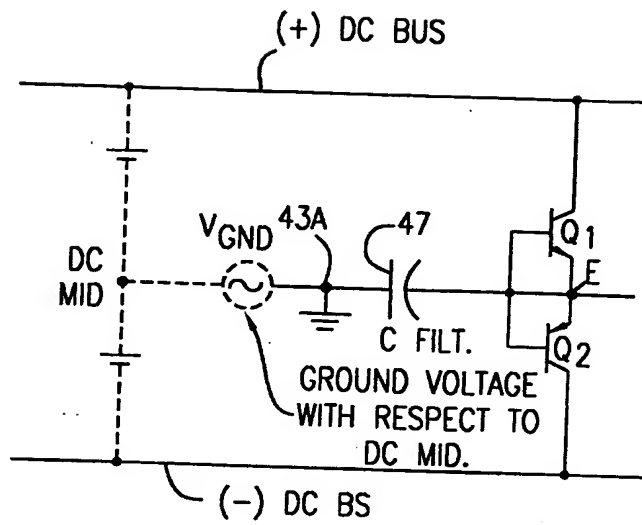 (+) DC BUS
VGND
43A
47
Q1
E
DC
MID
C FILT.
Q2
GROUND VOLTAGE
WITH RESPECT TO
DC MID.
(-) DC BS